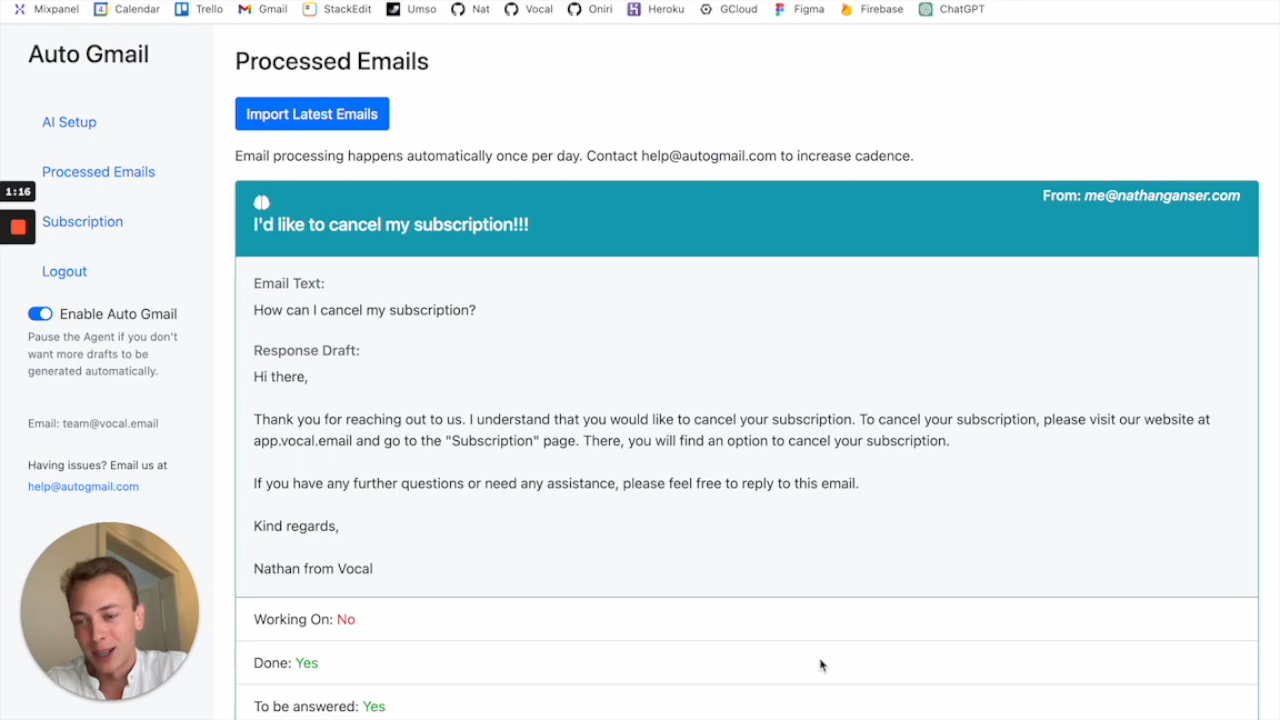 Mixpanel Calendar Trello Gmail StackEdit Umso Nat Vocal Oniri Heroku GCloud Figma Firebase ChatGPT
Auto Gmail
AI Setup
Processed Emails
1:16
Subscription
Logout
Enable Auto Gmail
Pause the Agent if you don't
want more drafts to be
generated automatically.
Email: team@vocal.email
Having issues? Email us at
help@autogmail.com
Processed Emails
Import Latest Emails
Email processing happens automatically once per day. Contact help@autogmail.com to increase cadence.
From: me@nathanganser.com
I'd like to cancel my subscription!!!
Email Text:
How can I cancel my subscription?
Response Draft:
Hi there,
Thank you for reaching out to us. I understand that you would like to cancel your subscription. To cancel your subscription, please visit our website at
app.vocal.email and go to the "Subscription" page. There, you will find an option to cancel your subscription.
If you have any further questions or need any assistance, please feel free to reply to this email.
Kind regards,
Nathan from Vocal
Working On: No
Done: Yes
To be answered: Yes